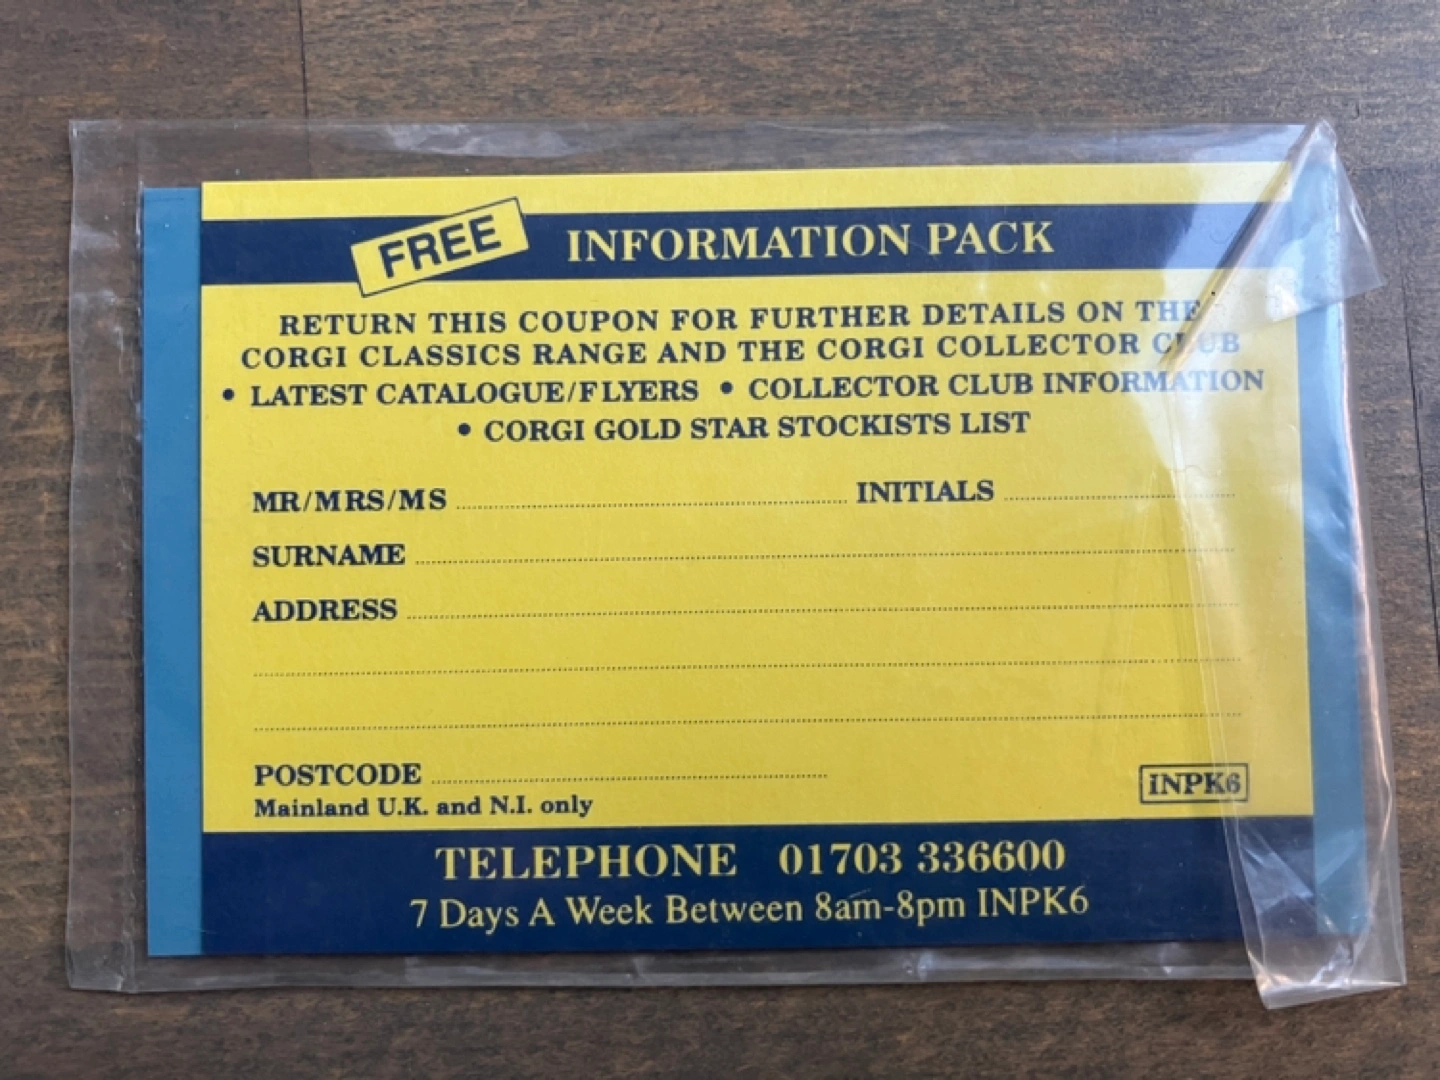 FREE INFORMATION PACK
RETURN THIS COUPON FOR FURTHER DETAILS ON THE
CORGI CLASSICS RANGE AND THE CORGI COLLECTOR CLUB
• LATEST CATALOGUE/FLYERS • COLLECTOR CLUB INFORMATION
• CORGI GOLD STAR STOCKISTS LIST
MR/MRS/MS INITIALS
SURNAME
ADDRESS
POSTCODE
Mainland U.K. and N.I. only
INPK6
TELEPHONE 01703 336600
7 Days A Week Between 8am-8pm INPK6